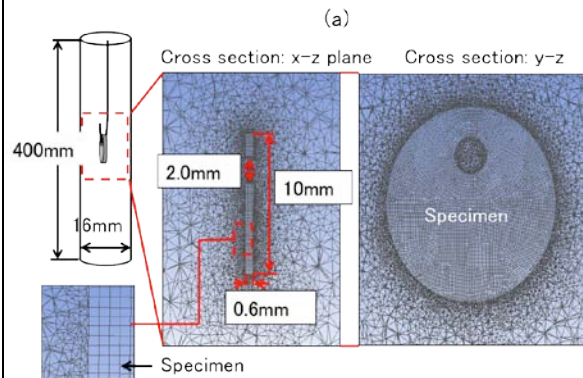 (a)
Cross section: x-z plane
Cross section: y-z
400mm
2.0mm
10mm
Specimen
16mm
0.6mm
Specimen